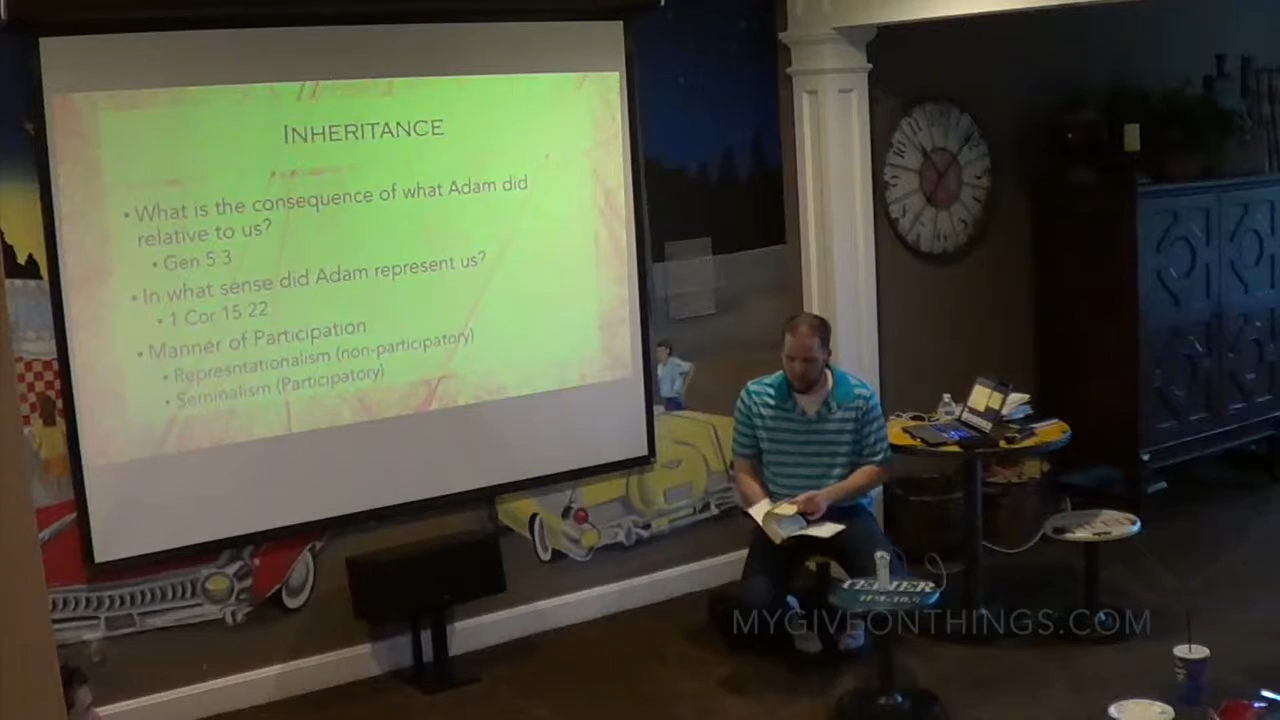 INHERITANCE
• What is the consequence of what Adam did
relative to us?
• Gen 5:3
• In what sense did Adam represent us?
• 1 Cor 15:22
• Manner of Participation
• Represntationalism (non-participatory)
• Seminalism (Participatory)
MYGIVEONTHINGS.COM